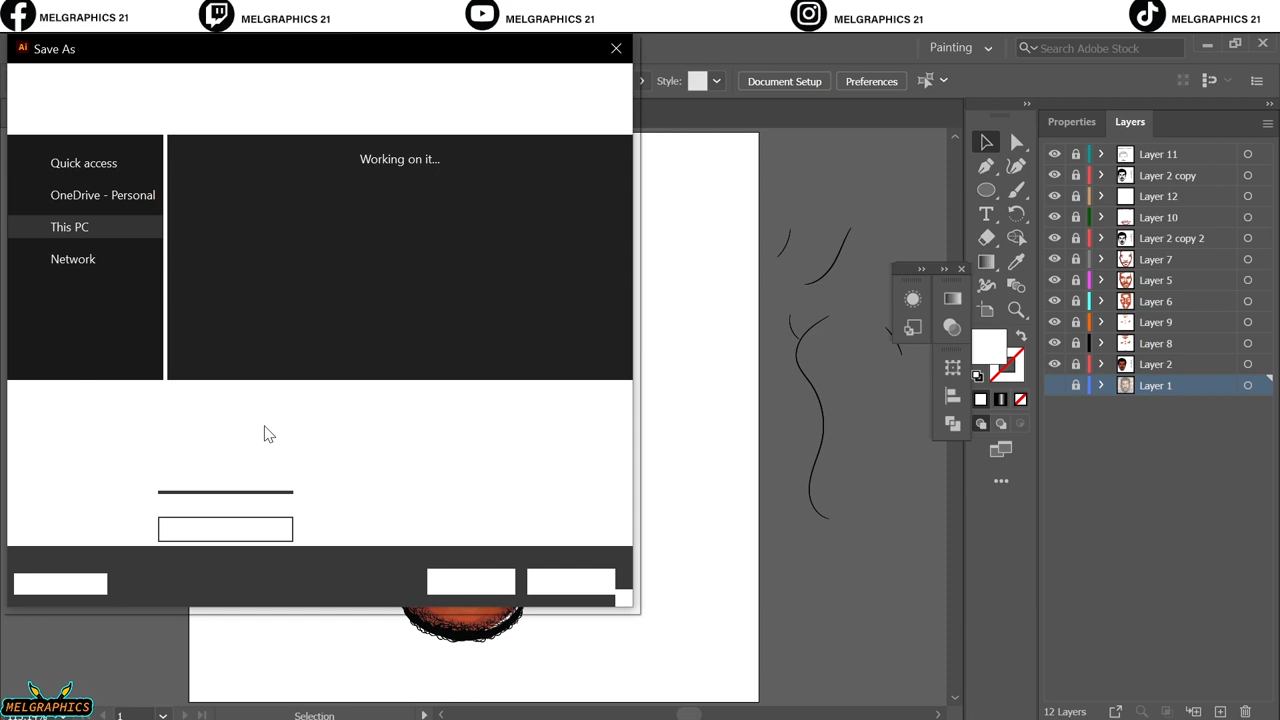 MELGRAPHICS 21
MELGRAPHICS 21
MELGRAPHICS 21
MELGRAPHICS 21
MELGRAPHICS 21
Ai Save As
Painting
Search Adobe Stock
Style:
Document Setup
Preferences
Quick access
OneDrive - Personal
This PC
Network
Working on it...
Properties
Layers
Layer 11
Layer 2 copy
Layer 12
Layer 10
Layer 2 copy 2
Layer 7
Layer 5
Layer 6
Layer 9
Layer 8
Layer 2
Layer 1
MELGRAPHICS
1
Selection
12 Layers